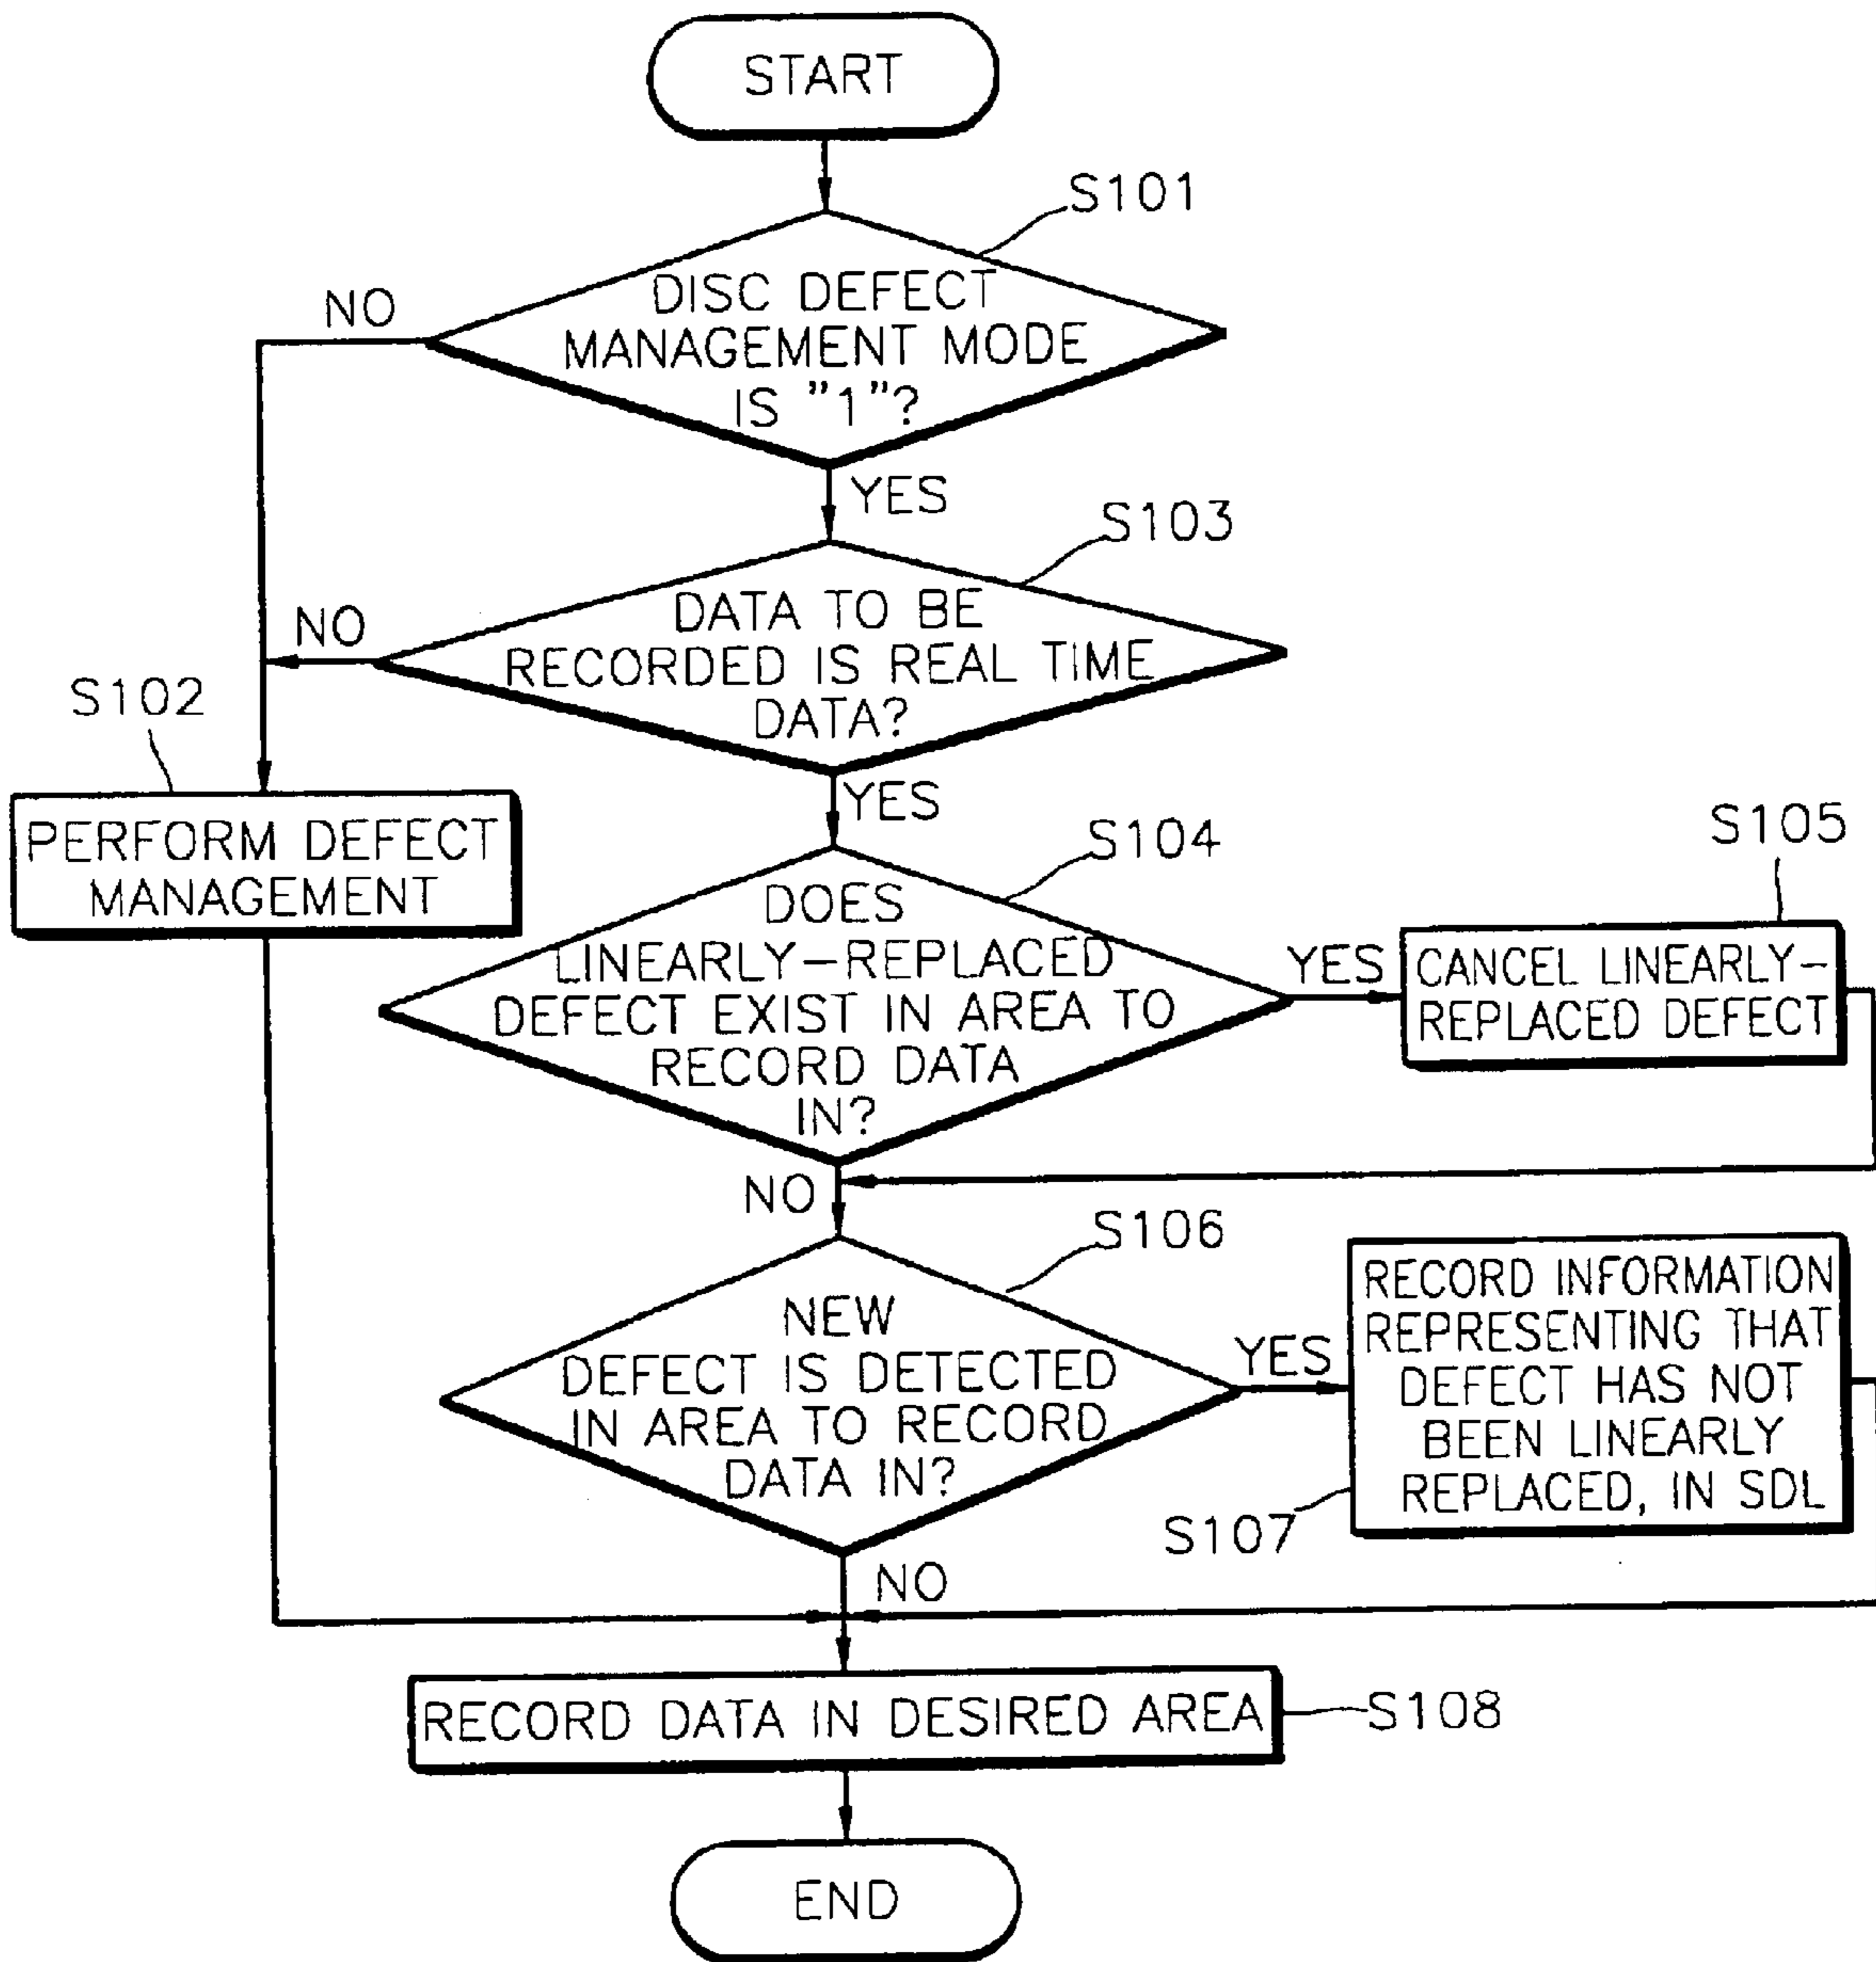 START
S101
DISC DEFECT
MANAGEMENT MODE
IS "1"?
NO
YES
S103
DATA TO BE
RECORDED IS REAL TIME
DATA?
NO
YES
S102
PERFORM DEFECT
MANAGEMENT
S104
DOES
LINEARLY-REPLACED
DEFECT EXIST IN AREA TO
RECORD DATA
IN?
YES
S105
CANCEL LINEARLY-
REPLACED DEFECT
NO
S106
NEW
DEFECT IS DETECTED
IN AREA TO RECORD
DATA IN?
YES
RECORD INFORMATION
REPRESENTING THAT
DEFECT HAS NOT
BEEN LINEARLY
REPLACED, IN SDL
S107
NO
RECORD DATA IN DESIRED AREA
S108
END